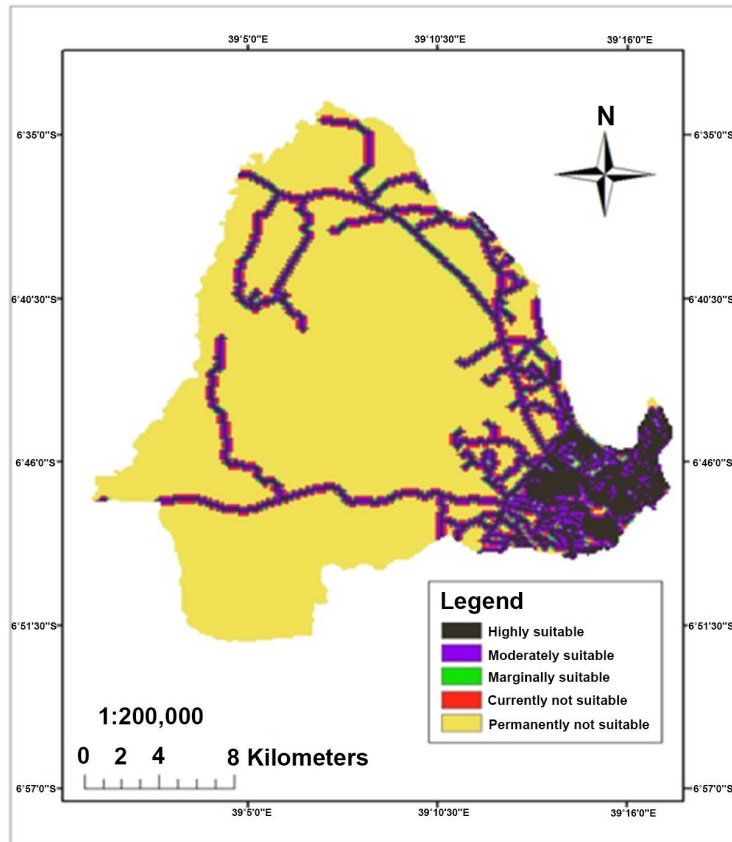 39°5'0"E 39°10'30"E 39°16'0"E
N
6°35'0"S 6°35'0"S
6°40'30"S 6°40'30"S
6°46'0"S 6°46'0"S
6°51'30"S 6°51'30"S
Legend
Highly suitable
Moderately suitable
Marginally suitable
Currently not suitable
Permanently not suitable
1:200,000
0 2 4 8 Kilometers
6°57'0"S 6°57'0"S
39°5'0"E 39°10'30"E 39°16'0"E